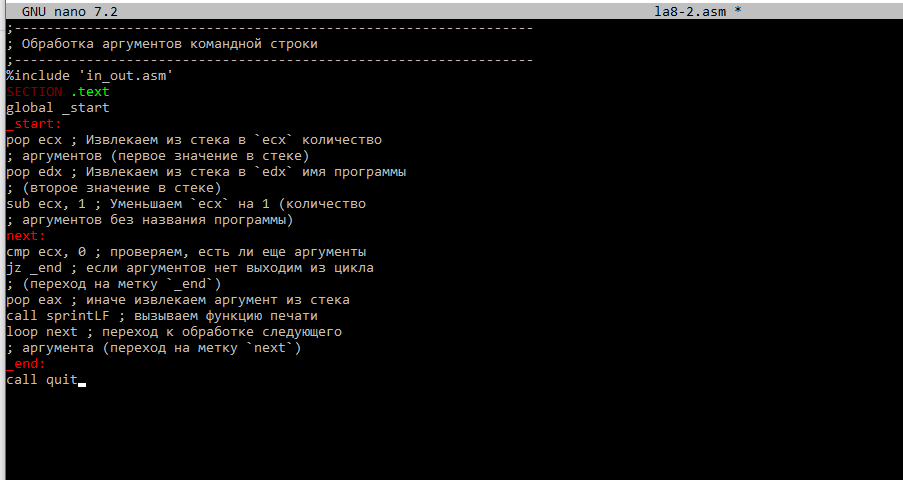 GNU nano 7.2 la8-2.asm *
;-----------------------------------------------------------------
; Обработка аргументов командной строки
;-----------------------------------------------------------------
%include 'in_out.asm'
SECTION .text
global _start
_start:
pop ecx ; Извлекаем из стека в `ecx` количество
; аргументов (первое значение в стеке)
pop edx ; Извлекаем из стека в `edx` имя программы
; (второе значение в стеке)
sub ecx, 1 ; Уменьшаем `ecx` на 1 (количество
; аргументов без названия программы)
next:
cmp ecx, 0 ; проверяем, есть ли еще аргументы
jz _end ; если аргументов нет выходим из цикла
; (переход на метку `_end`)
pop eax ; иначе извлекаем аргумент из стека
call sprintLF ; вызываем функцию печати
loop next ; переход к обработке следующего
; аргумента (переход на метку `next`)
_end:
call quit